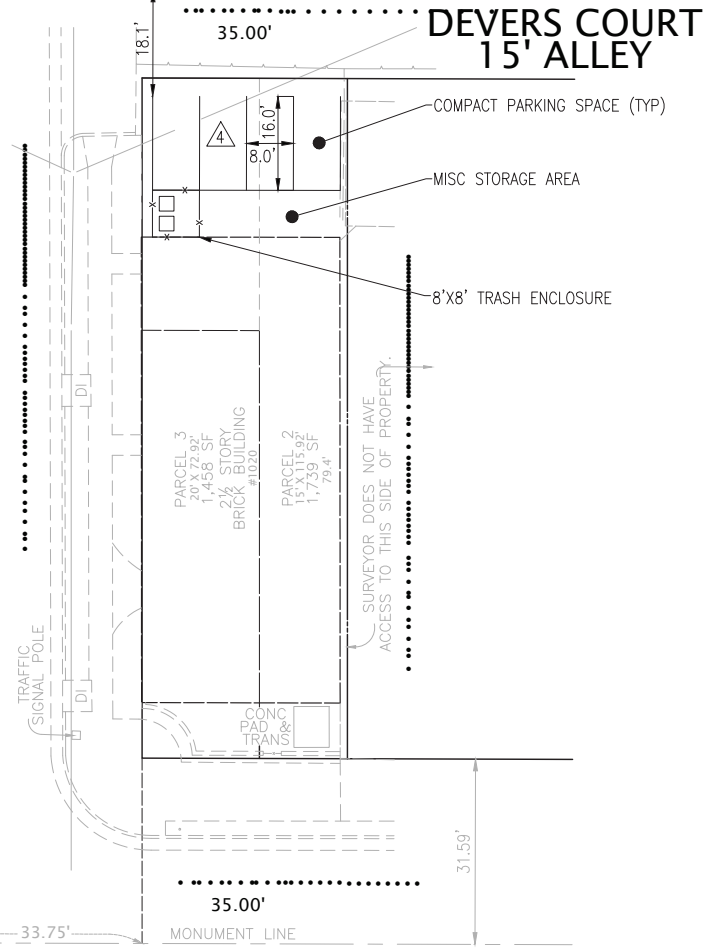 DEVERS COURT
15' ALLEY
35.00'
18.1'
COMPACT PARKING SPACE (TYP)
4
16.0'
8.0'
MISC STORAGE AREA
8'X8' TRASH ENCLOSURE
DI
PARCEL 3
20' X 72.92'
1,458 SF
2½ STORY
BRICK BUILDING
#1020
PARCEL 2
15'X 115.92'
1,739 SF
79.4'
SURVEYOR DOES NOT HAVE
ACCESS TO THIS SIDE OF PROPERTY.
TRAFFIC
SIGNAL POLE
DI
CONC
PAD &
TRANS
31.59'
35.00'
33.75'
MONUMENT LINE